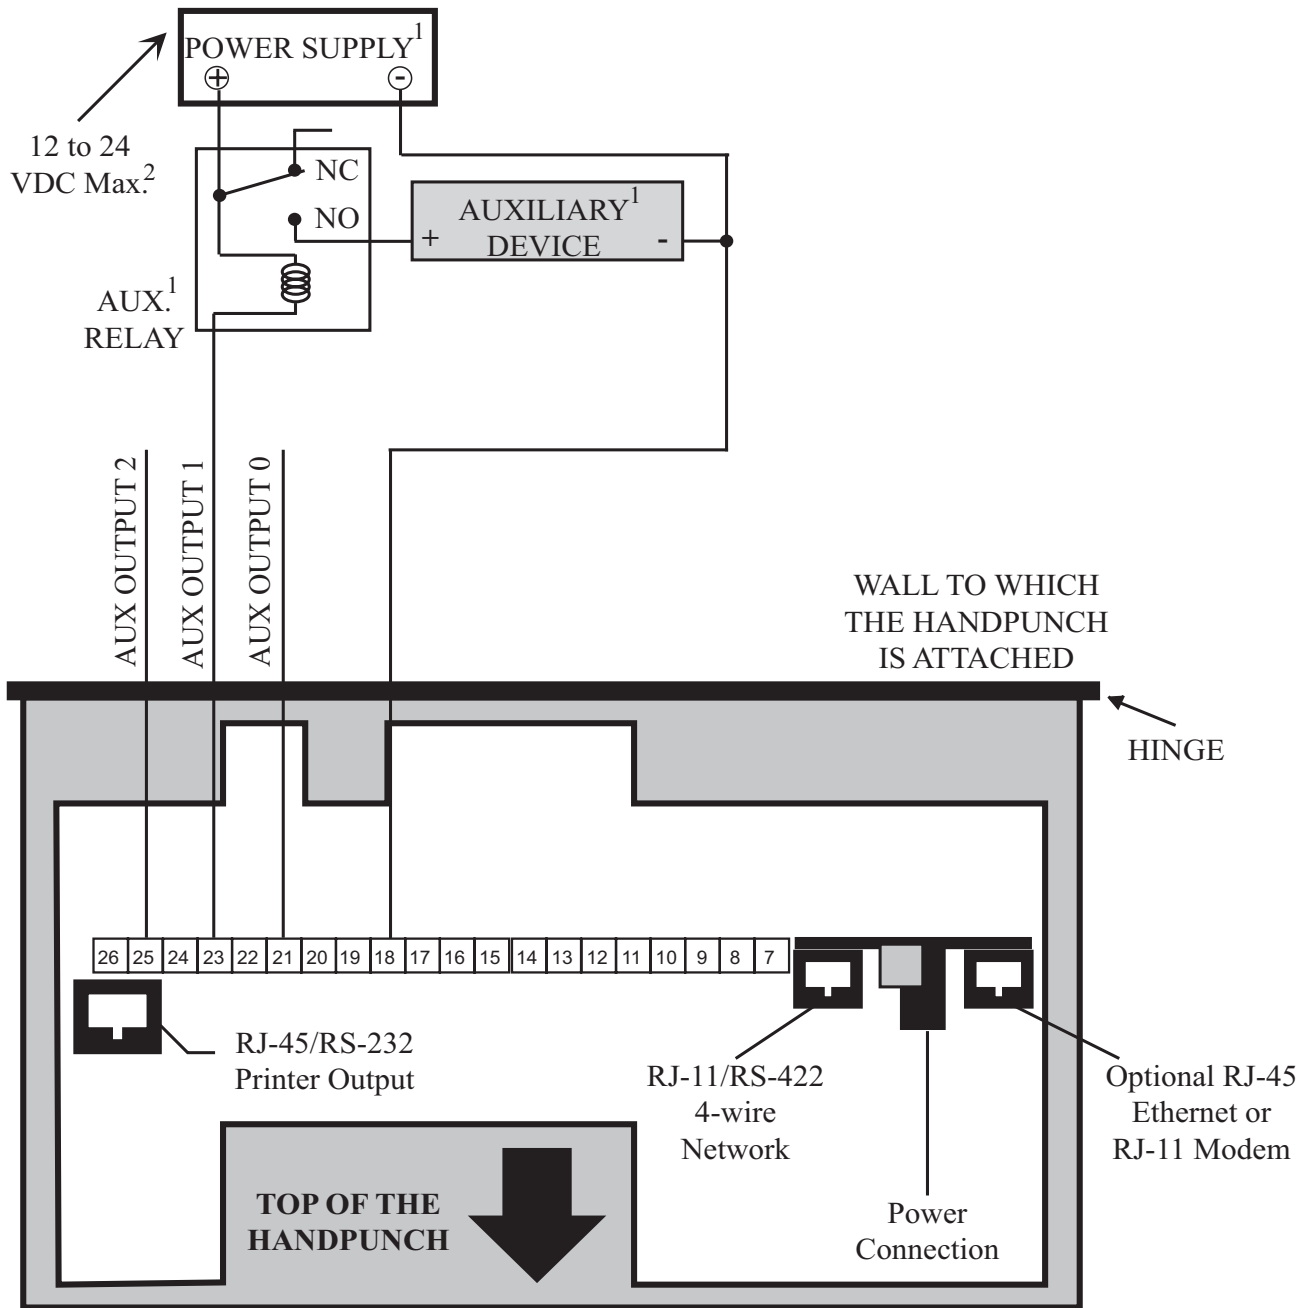 POWER SUPPLY1
+ -
12 to 24
VDC Max.2
NC
NO
AUXILIARY1
DEVICE
+ -
AUX.1
RELAY
AUX OUTPUT 2
AUX OUTPUT 1
AUX OUTPUT 0
WALL TO WHICH
THE HANDPUNCH
IS ATTACHED
HINGE
26 25 24 23 22 21 20 19 18 17 16 15 14 13 12 11 10 9 8 7
RJ-45/RS-232
Printer Output
RJ-11/RS-422
4-wire
Network
Optional RJ-45
Ethernet or
RJ-11 Modem
Power
Connection
TOP OF THE
HANDPUNCH